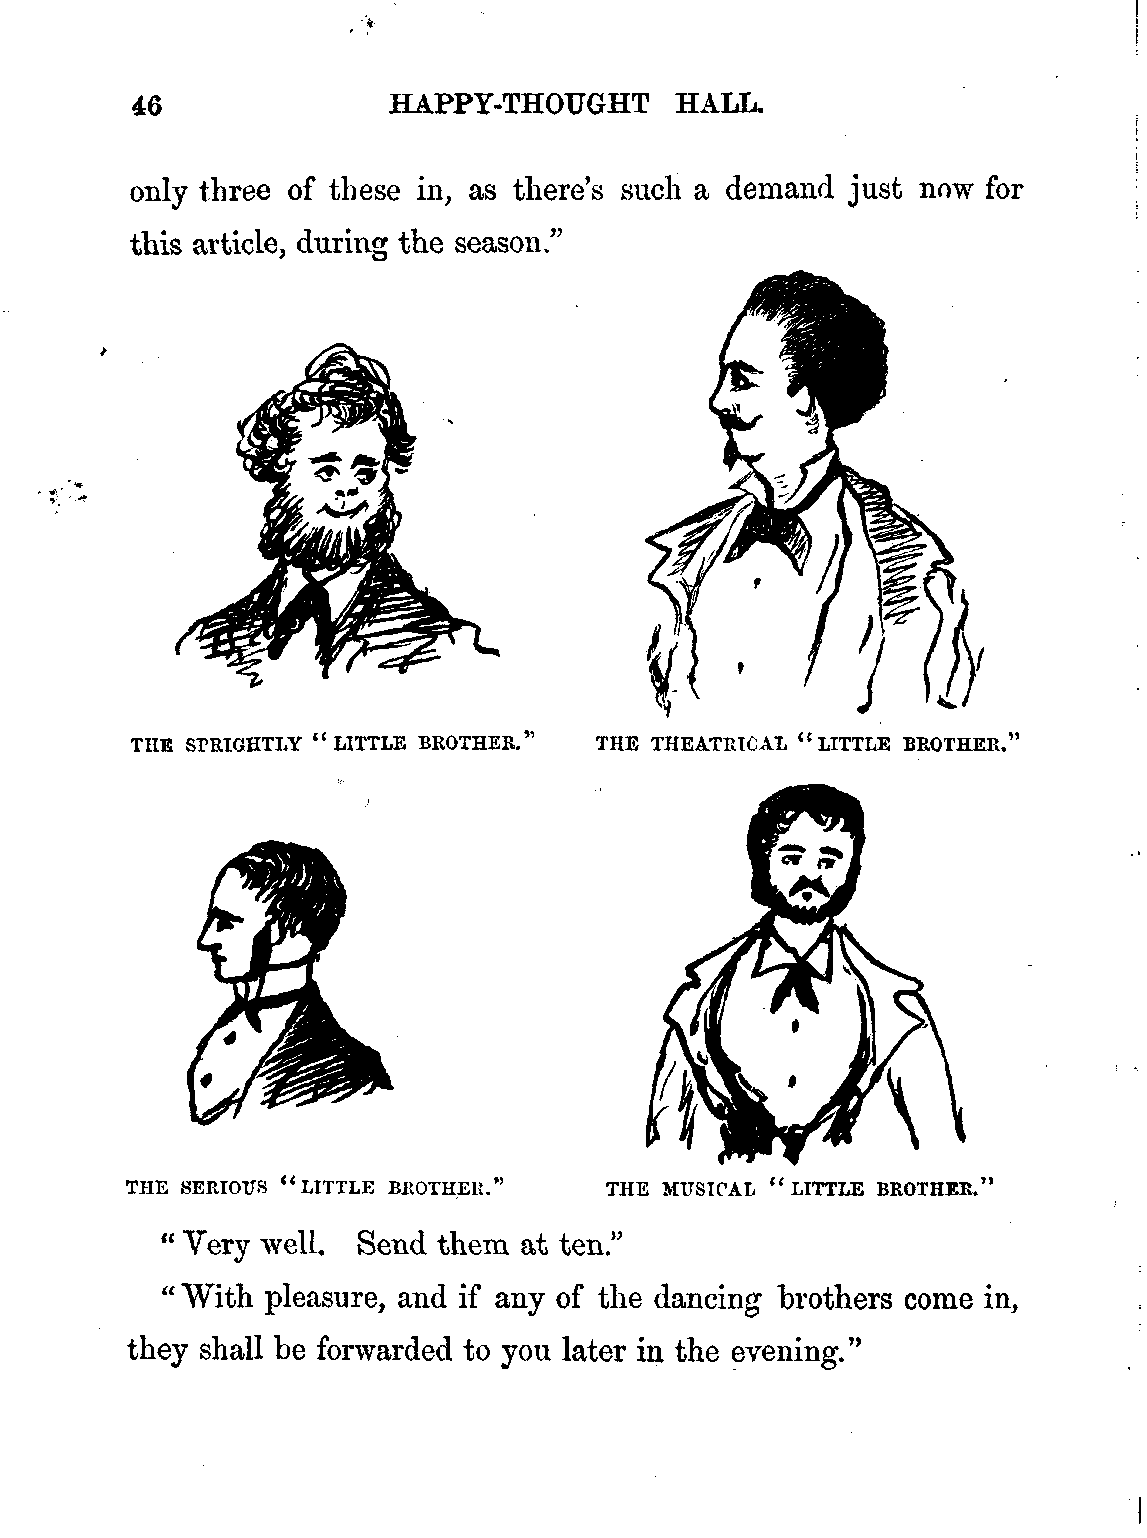 46 HAPPY-THOUGHT HALL.
only three of these in, as there's such a demand just now for
this article, during the season."
THE SPRIGHTLY "LITTLE BROTHER."
THE THEATRICAL "LITTLE BROTHER."
THE SERIOUS "LITTLE BROTHER."
THE MUSICAL "LITTLE BROTHER."
"Very well. Send them at ten."
"With pleasure, and if any of the dancing brothers come in,
they shall be forwarded to you later in the evening."